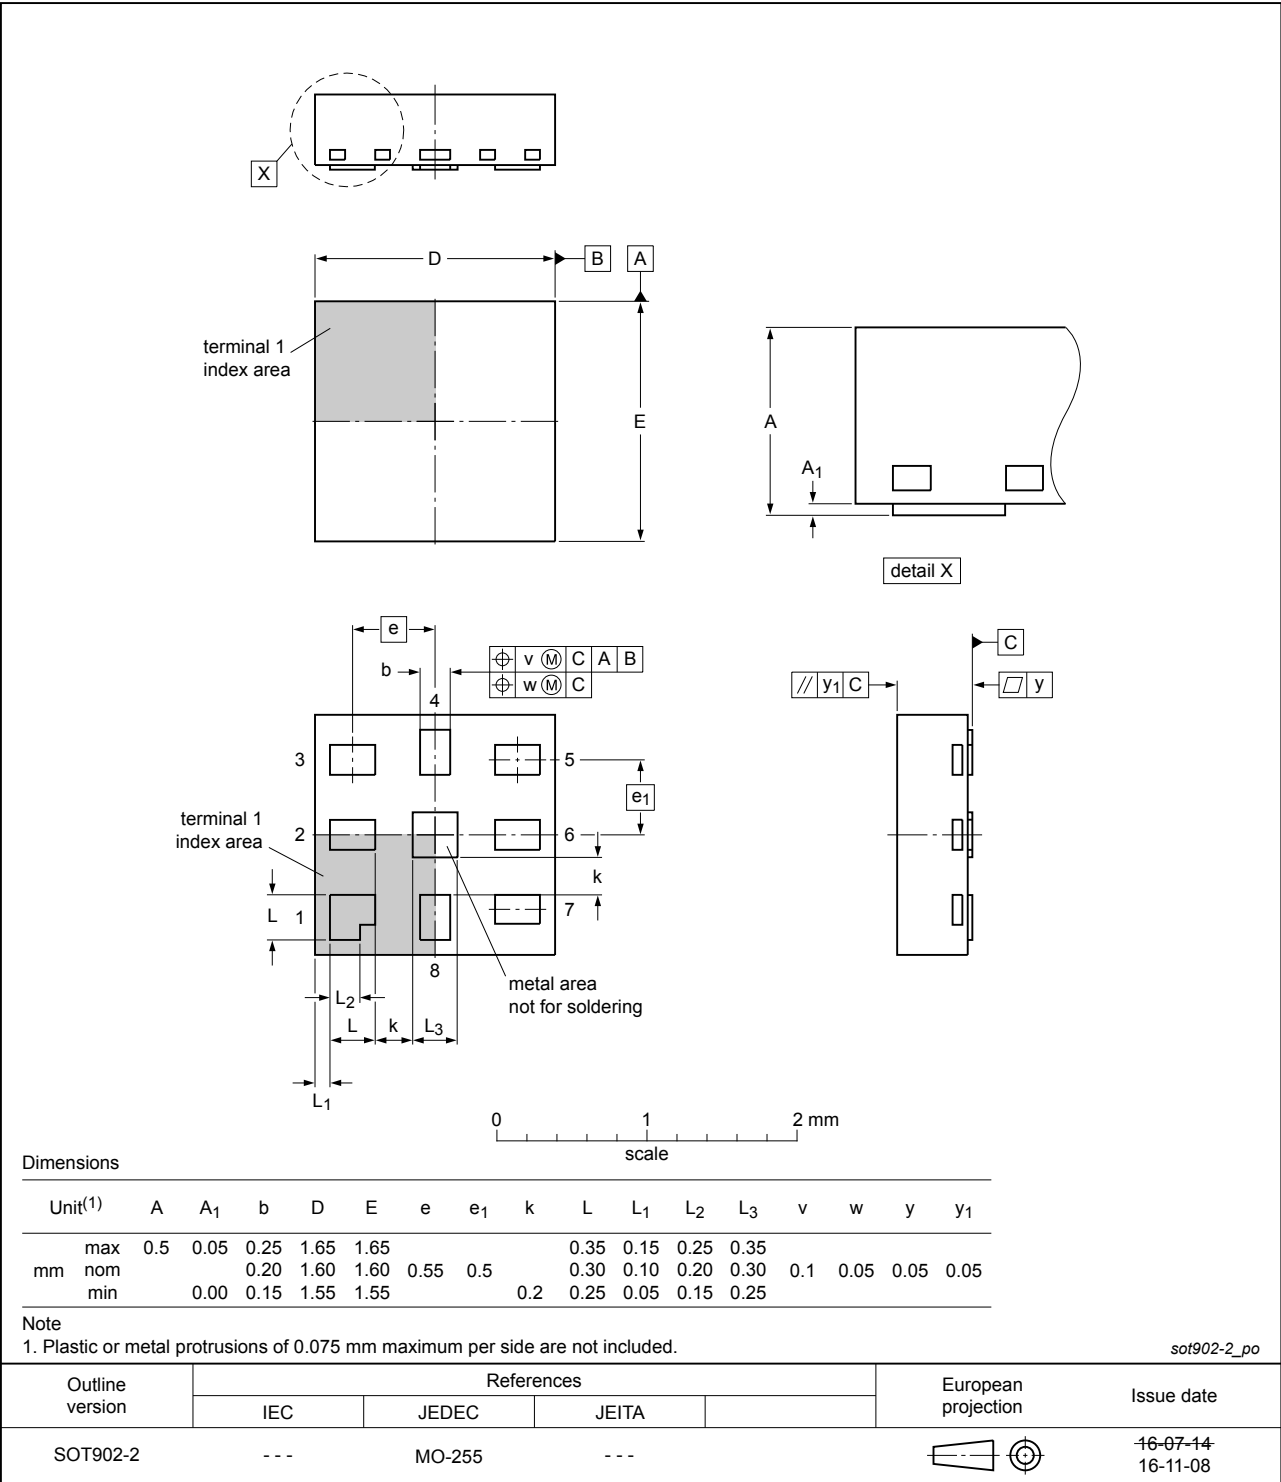 X
D
B
A
terminal 1
index area
E
A
A1
detail X
e
b
v M C A B
w M C
4
3
5
e1
terminal 1
index area
2
6
k
L
1
7
8
metal area
not for soldering
L2
L
k
L3
L1
C
// y1 C
y
0 1 2 mm
scale
Dimensions
Unit(1) A A1 b D E e e1 k L L1 L2 L3 v w y y1
max 0.5 0.05 0.25 1.65 1.65 0.35 0.15 0.25 0.35
mm nom 0.20 1.60 1.60 0.55 0.5 0.30 0.10 0.20 0.30 0.1 0.05 0.05 0.05
min 0.00 0.15 1.55 1.55 0.2 0.25 0.05 0.15 0.25
Note
1. Plastic or metal protrusions of 0.075 mm maximum per side are not included.
sot902-2_po
Outline
version
References
IEC JEDEC JEITA
European
projection
Issue date
SOT902-2 - - - MO-255 - - -
16-07-14
16-11-08